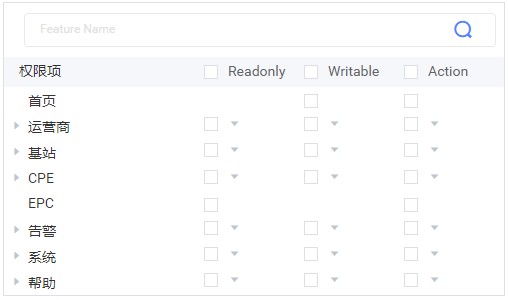 Feature Name
权限项 Readonly Writable Action
首页
运营商
基站
CPE
EPC
告警
系统
帮助